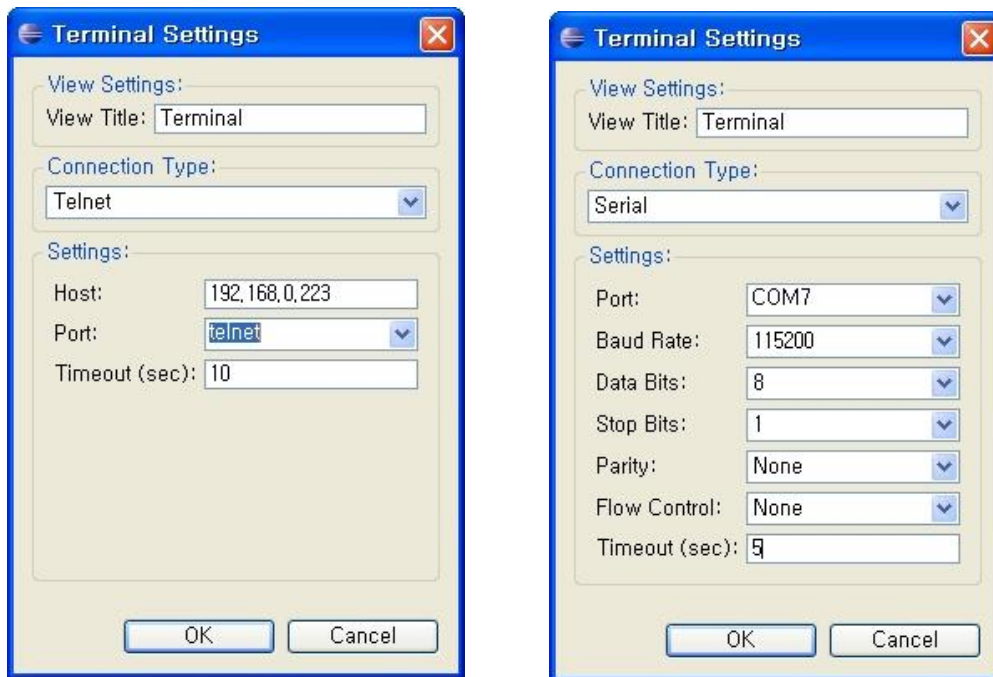 Terminal Settings
View Settings:
View Title: Terminal
Connection Type:
Telnet
Settings:
Host: 192.168.0.223
Port: telnet
Timeout (sec): 10
OK Cancel
Terminal Settings
View Settings:
View Title: Terminal
Connection Type:
Serial
Settings:
Port: COM7
Baud Rate: 115200
Data Bits: 8
Stop Bits: 1
Parity: None
Flow Control: None
Timeout (sec): 5
OK Cancel